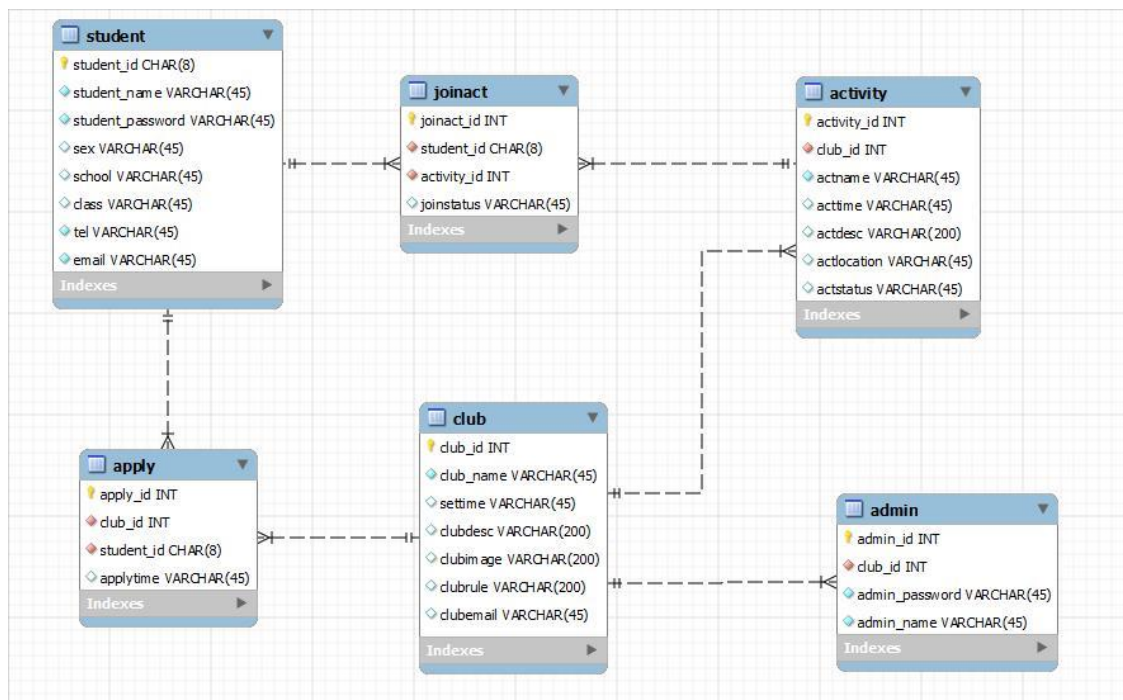 student
student_id CHAR(8)
student_name VARCHAR(45)
student_password VARCHAR(45)
sex VARCHAR(45)
school VARCHAR(45)
class VARCHAR(45)
tel VARCHAR(45)
email VARCHAR(45)
Indexes
joinact
joinact_id INT
student_id CHAR(8)
activity_id INT
joinstatus VARCHAR(45)
Indexes
activity
activity_id INT
club_id INT
actname VARCHAR(45)
acttime VARCHAR(45)
actdesc VARCHAR(200)
actlocation VARCHAR(45)
actstatus VARCHAR(45)
Indexes
apply
apply_id INT
club_id INT
student_id CHAR(8)
applytime VARCHAR(45)
Indexes
club
club_id INT
club_name VARCHAR(45)
settime VARCHAR(45)
clubdesc VARCHAR(200)
clubimage VARCHAR(200)
clubrule VARCHAR(200)
clubemail VARCHAR(45)
Indexes
admin
admin_id INT
club_id INT
admin_password VARCHAR(45)
admin_name VARCHAR(45)
Indexes